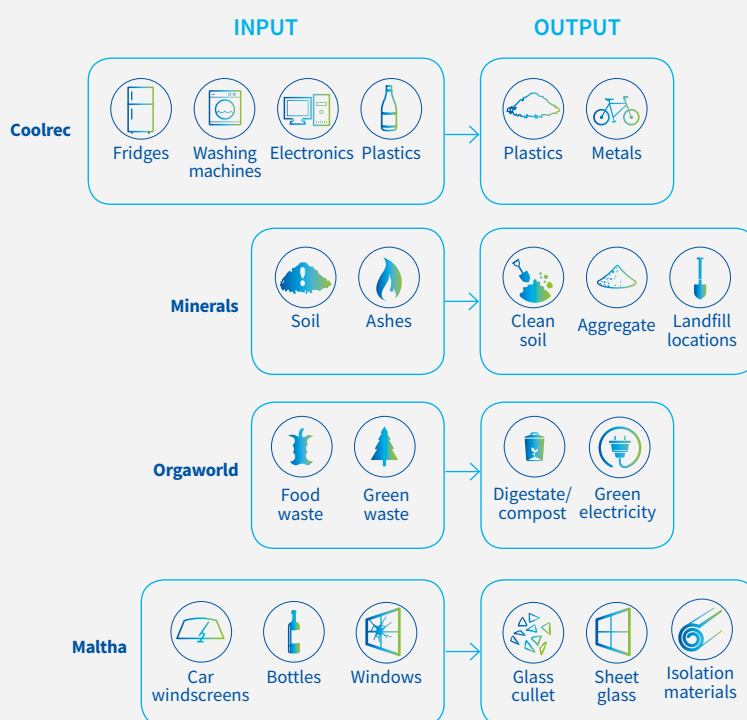 INPUT
OUTPUT
Coolrec
Fridges
Washing
machines
Electronics
Plastics
Plastics
Metals
Minerals
Soil
Ashes
Clean
soil
Aggregate
Landfill
locations
Orgaworld
Food
waste
Green
waste
Digestate/
compost
Green
electricity
Maltha
Car
windscreens
Bottles
Windows
Glass
cullet
Sheet
glass
Isolation
materials